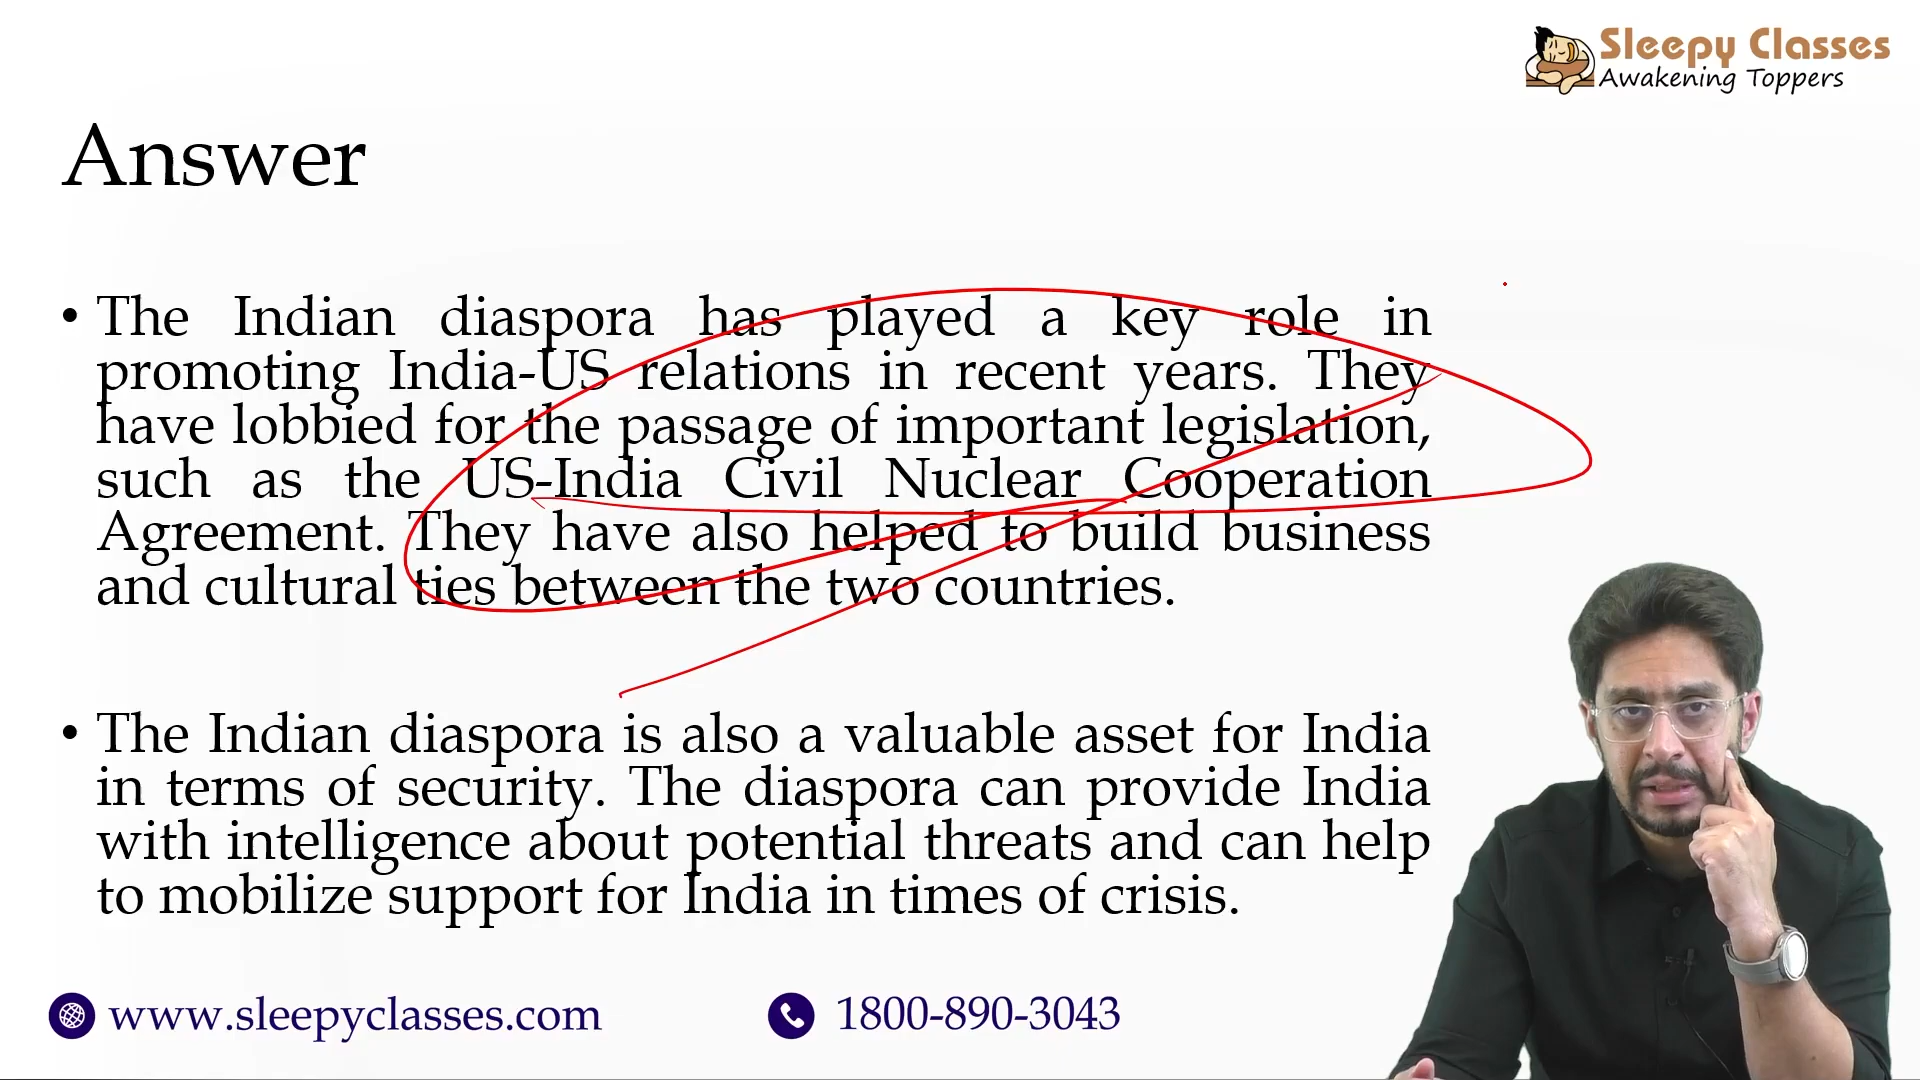 Sleepy Classes
Awakening Toppers
Answer
• The Indian diaspora has played a key role in
promoting India-US relations in recent years. They
have lobbied for the passage of important legislation,
such as the US-India Civil Nuclear Cooperation
Agreement. They have also helped to build business
and cultural ties between the two countries.
• The Indian diaspora is also a valuable asset for India
in terms of security. The diaspora can provide India
with intelligence about potential threats and can help
to mobilize support for India in times of crisis.
www.sleepyclasses.com
1800-890-3043